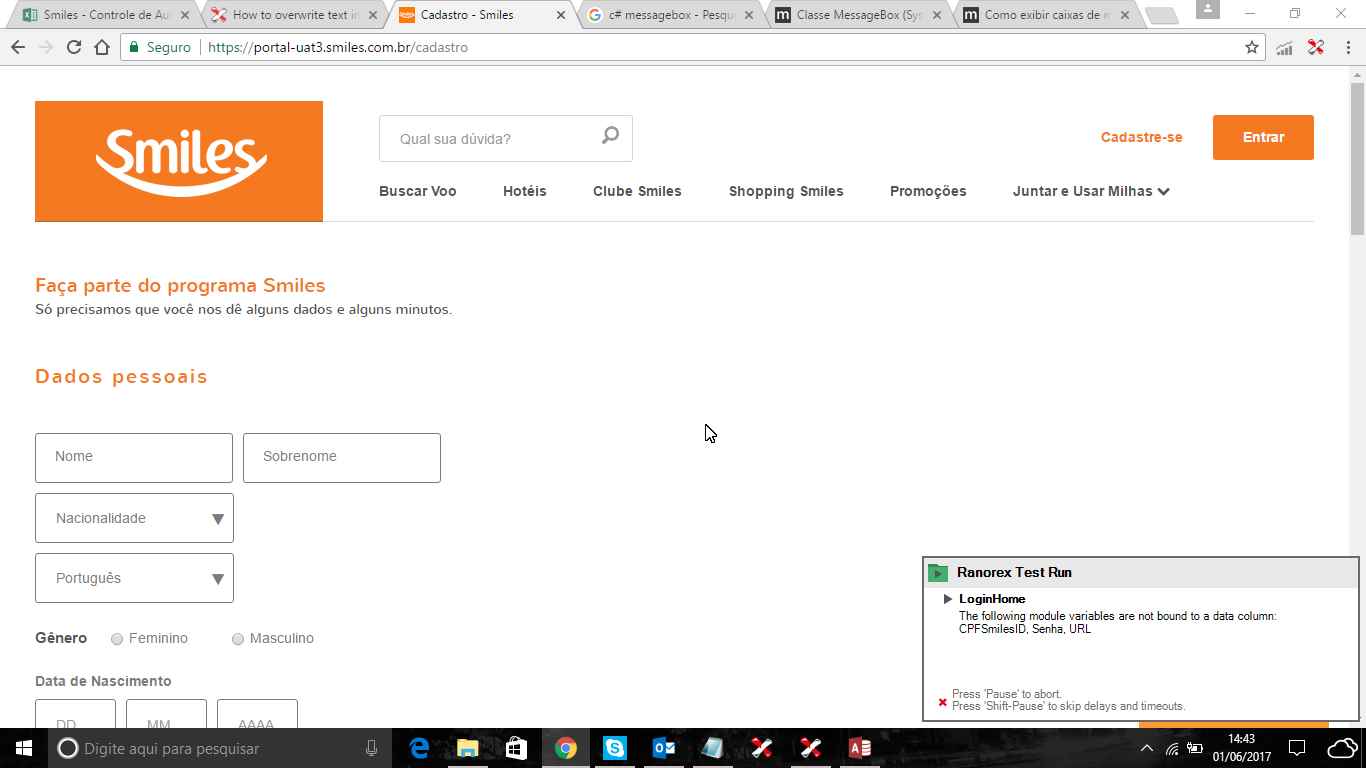 Smiles - Controle de Au
How to overwrite text in
Cadastro - Smiles
c# messagebox - Pesqu
Classe MessageBox (Sys
Como exibir caixas de m
Seguro
https://portal-uat3.smiles.com.br/cadastro
Smiles
Qual sua dúvida?
Cadastre-se
Entrar
Buscar Voo Hotéis Clube Smiles Shopping Smiles Promoções Juntar e Usar Milhas
Faça parte do programa Smiles
Só precisamos que você nos dê alguns dados e alguns minutos.
Dados pessoais
Nome
Sobrenome
Nacionalidade
Português
Gênero Feminino Masculino
Data de Nascimento
DD MM AAAA
Ranorex Test Run
LoginHome
The following module variables are not bound to a data column:
CPFSmilesID, Senha, URL
Press 'Pause' to abort.
Press 'Shift-Pause' to skip delays and timeouts.
Digite aqui para pesquisar
14:43
01/06/2017